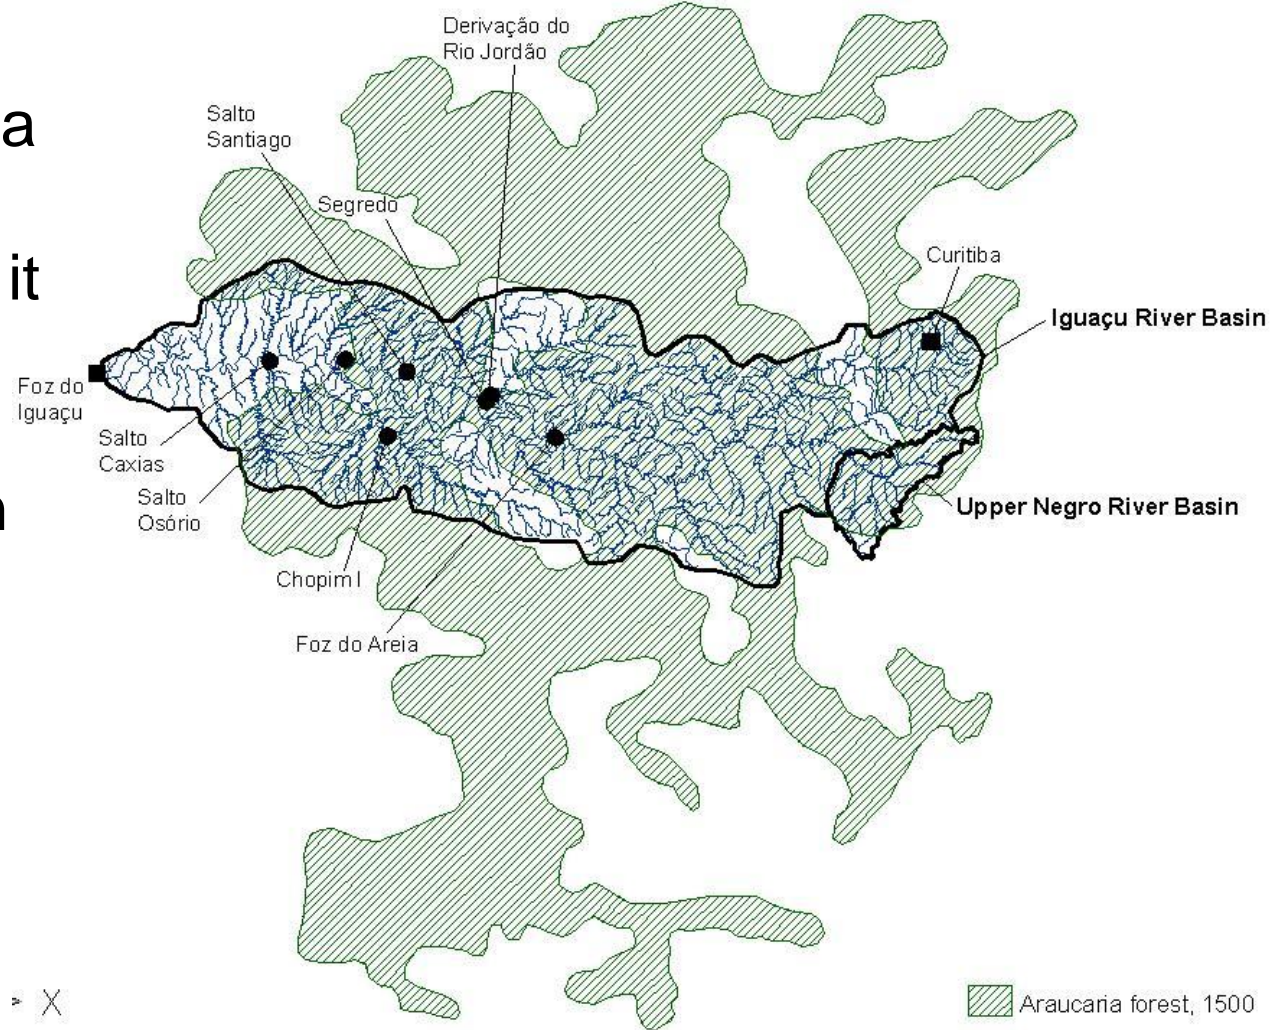 Derivação do
Rio Jordão
a
Salto
Santiago
Segredo
Curitiba
it
Iguaçu River Basin
Foz do
Iguaçu
Salto
Caxias
Salto
Osório
n
Upper Negro River Basin
Chopim I
Foz do Areia
> X
Araucaria forest, 1500